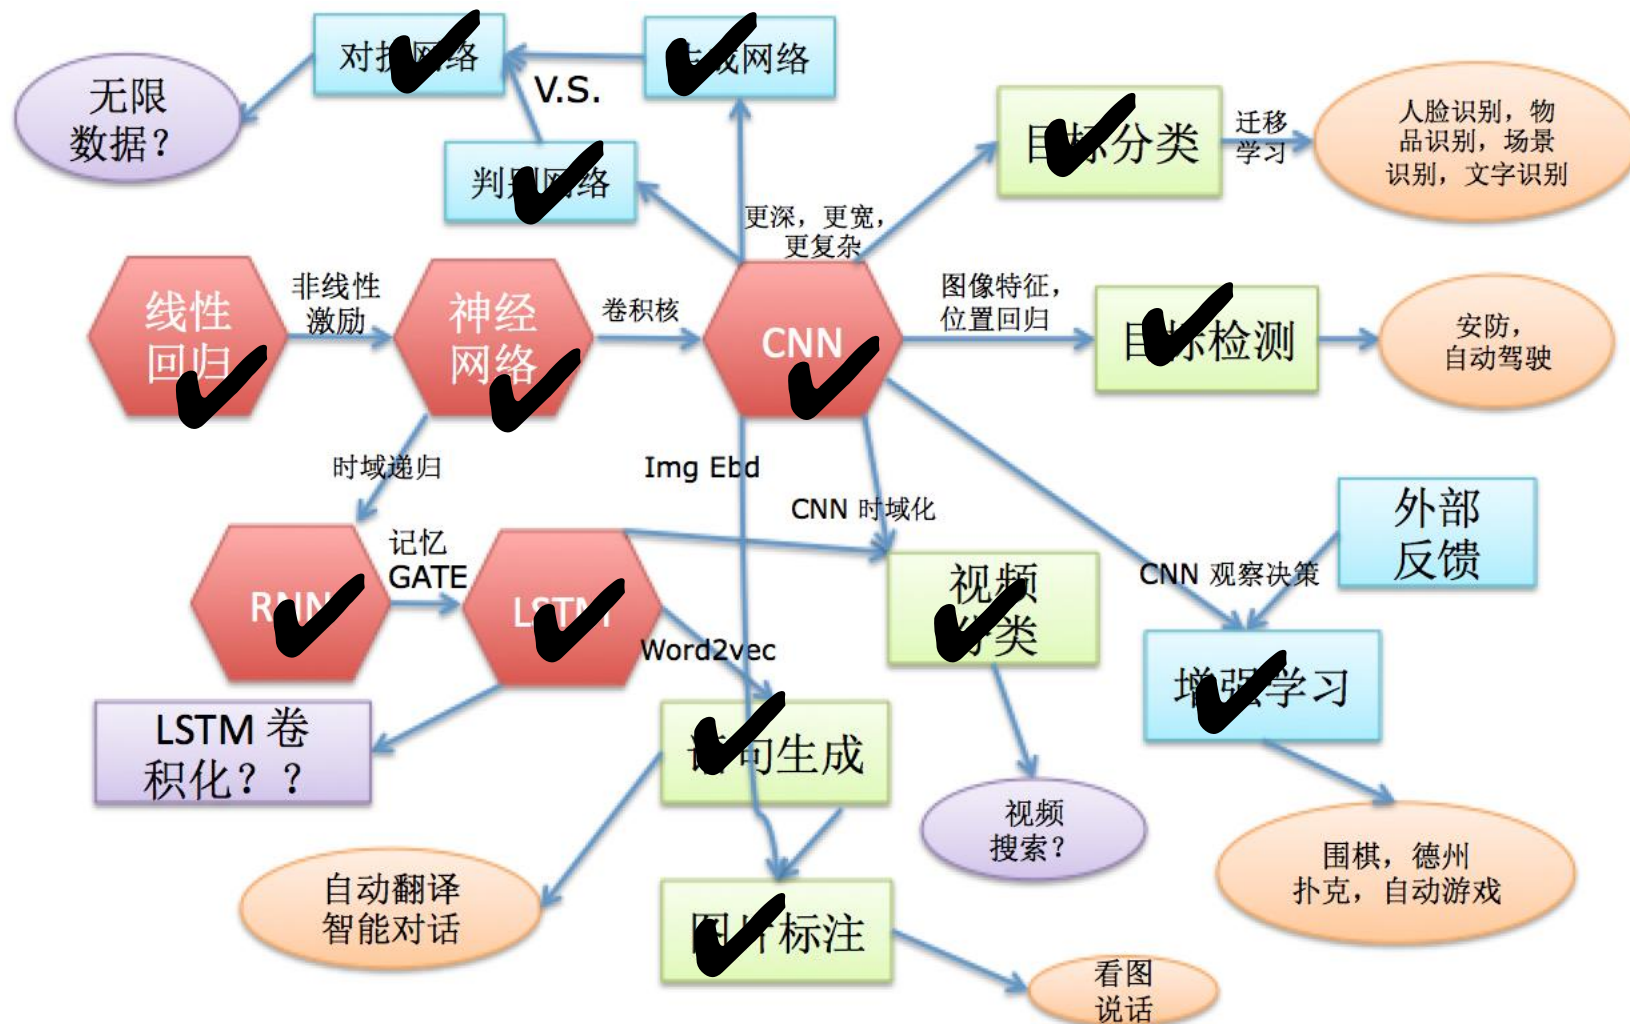 对抗网络
生成网络
V.S.
无限
数据？
判别网络
目标分类
迁移
学习
人脸识别，物
品识别，场景
识别，文字识别
更深，更宽，
更复杂
线性
回归
非线性
激励
神经
网络
卷积核
CNN
图像特征，
位置回归
目标检测
安防，
自动驾驶
时域递归
Img Ebd
CNN 时域化
外部
反馈
RNN
记忆
GATE
LSTM
视频
分类
CNN 观察决策
Word2vec
增强学习
LSTM 卷
积化？？
语句生成
视频
搜索？
围棋，德州
扑克，自动游戏
自动翻译
智能对话
图片标注
看图
说话